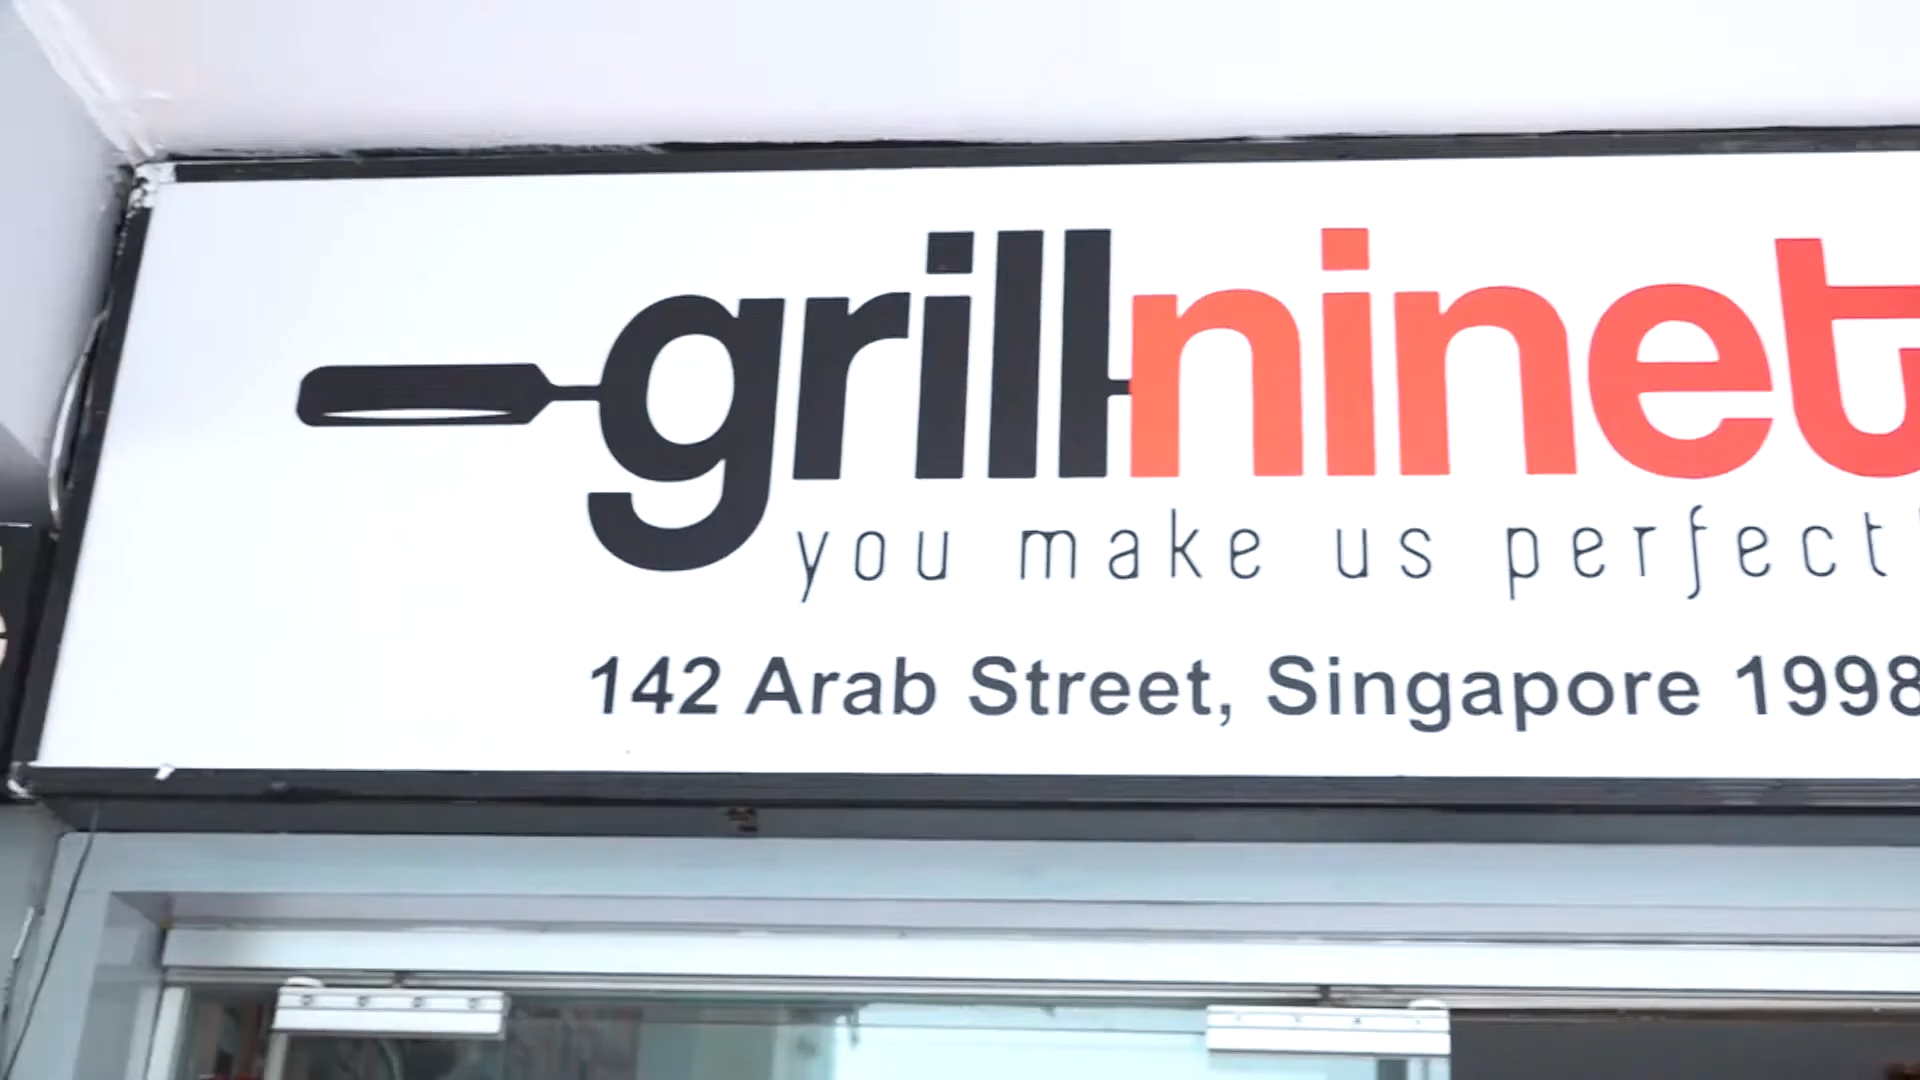 grillninet
you make us perfect
142 Arab Street, Singapore 1998